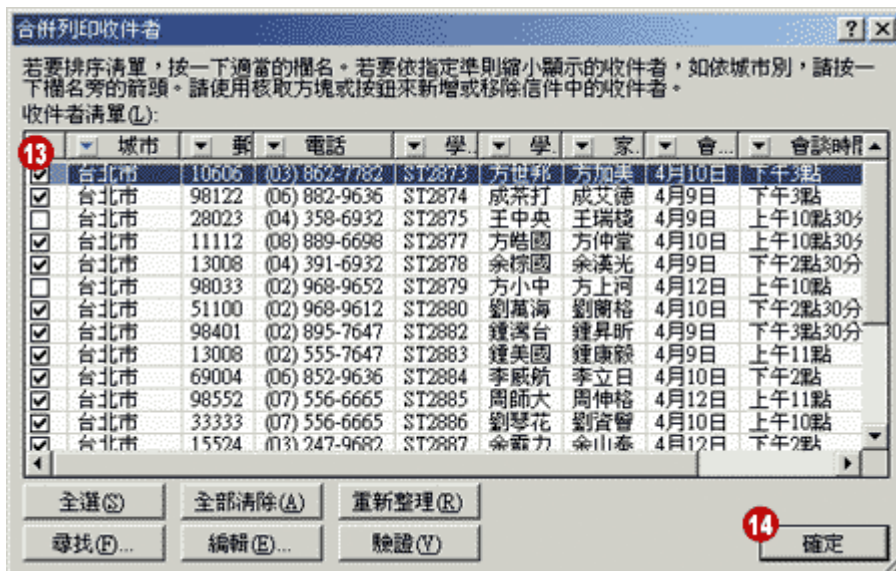 合併列印收件者
若要排序清單，按一下適當的欄名。若要依指定準則縮小顯示的收件者，如依城市別，請按一
下欄名旁的箭頭。請使用核取方塊或按鈕來新增或移除信件中的收件者。
收件者清單(L):
13
城市 郵 電話 學... 學... 家... 會... 會談時間
台北市 10606 (03) 862-7782 ST2873 方世邦 方加美 4月10日 下午3點
台北市 98122 (06) 882-9636 ST2874 成茶打 成艾德 4月9日 下午3點
台北市 28023 (04) 358-6932 ST2875 王中央 王瑞棧 4月9日 上午10點30分
台北市 11112 (08) 889-6698 ST2877 方皓國 方仲堂 4月10日 上午10點30分
台北市 13008 (04) 391-6932 ST2878 余棕國 余漢光 4月9日 下午2點30分
台北市 98033 (02) 968-9652 ST2879 方小中 方上河 4月12日 上午10點
台北市 51100 (02) 968-9612 ST2880 劉萬海 劉蘭格 4月10日 下午2點30分
台北市 98401 (02) 895-7647 ST2882 鍾灣台 鍾昇昕 4月9日 下午3點30分
台北市 13008 (02) 555-7647 ST2883 鍾美國 鍾康毅 4月9日 上午11點
台北市 69004 (06) 852-9636 ST2884 李威航 李立日 4月10日 下午2點
台北市 98552 (07) 556-6665 ST2885 周師大 周伸格 4月12日 上午11點
台北市 33333 (07) 556-6665 ST2886 劉琴花 劉資 4月10日 上午10點
台北市 15524 (03) 247-9682 ST2887 余霸力 余山泰 4月12日 下午2點
全選(S) 全部清除(A) 重新整理(R)
14
尋找(F)... 編輯(E)... 驗證(V) 確定